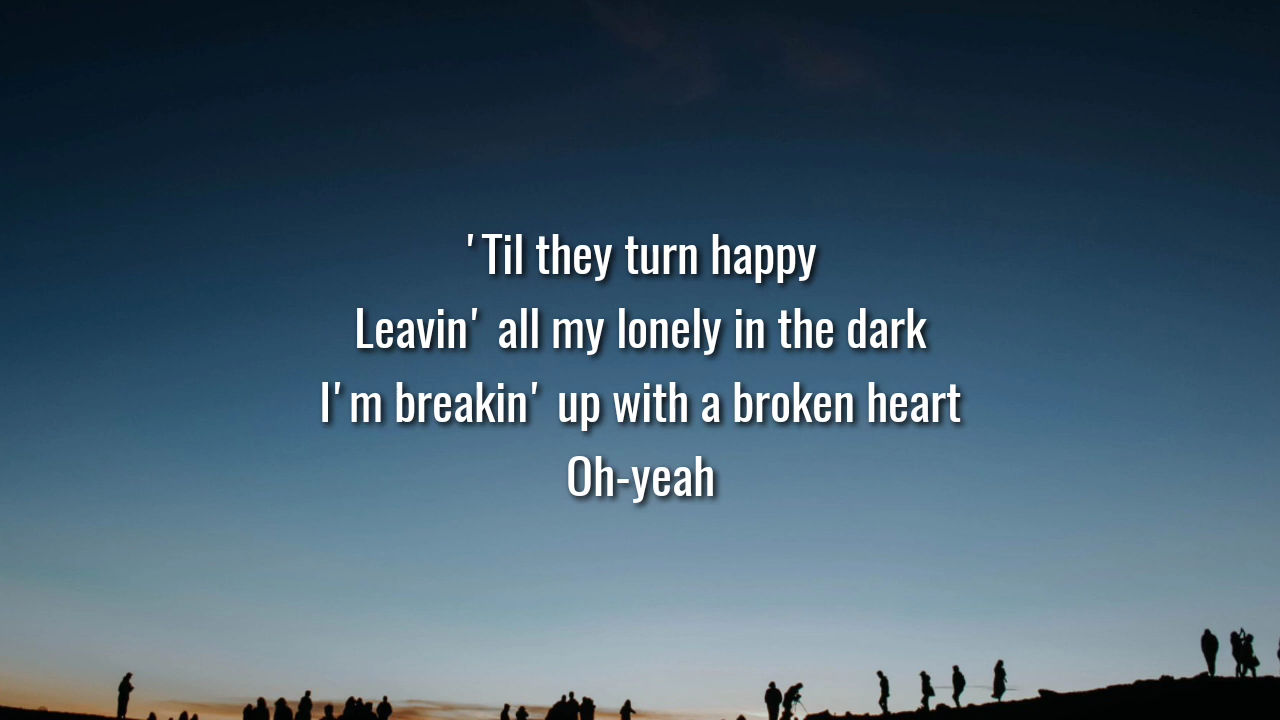 'Til they turn happy
Leavin' all my lonely in the dark
I'm breakin' up with a broken heart
Oh-yeah